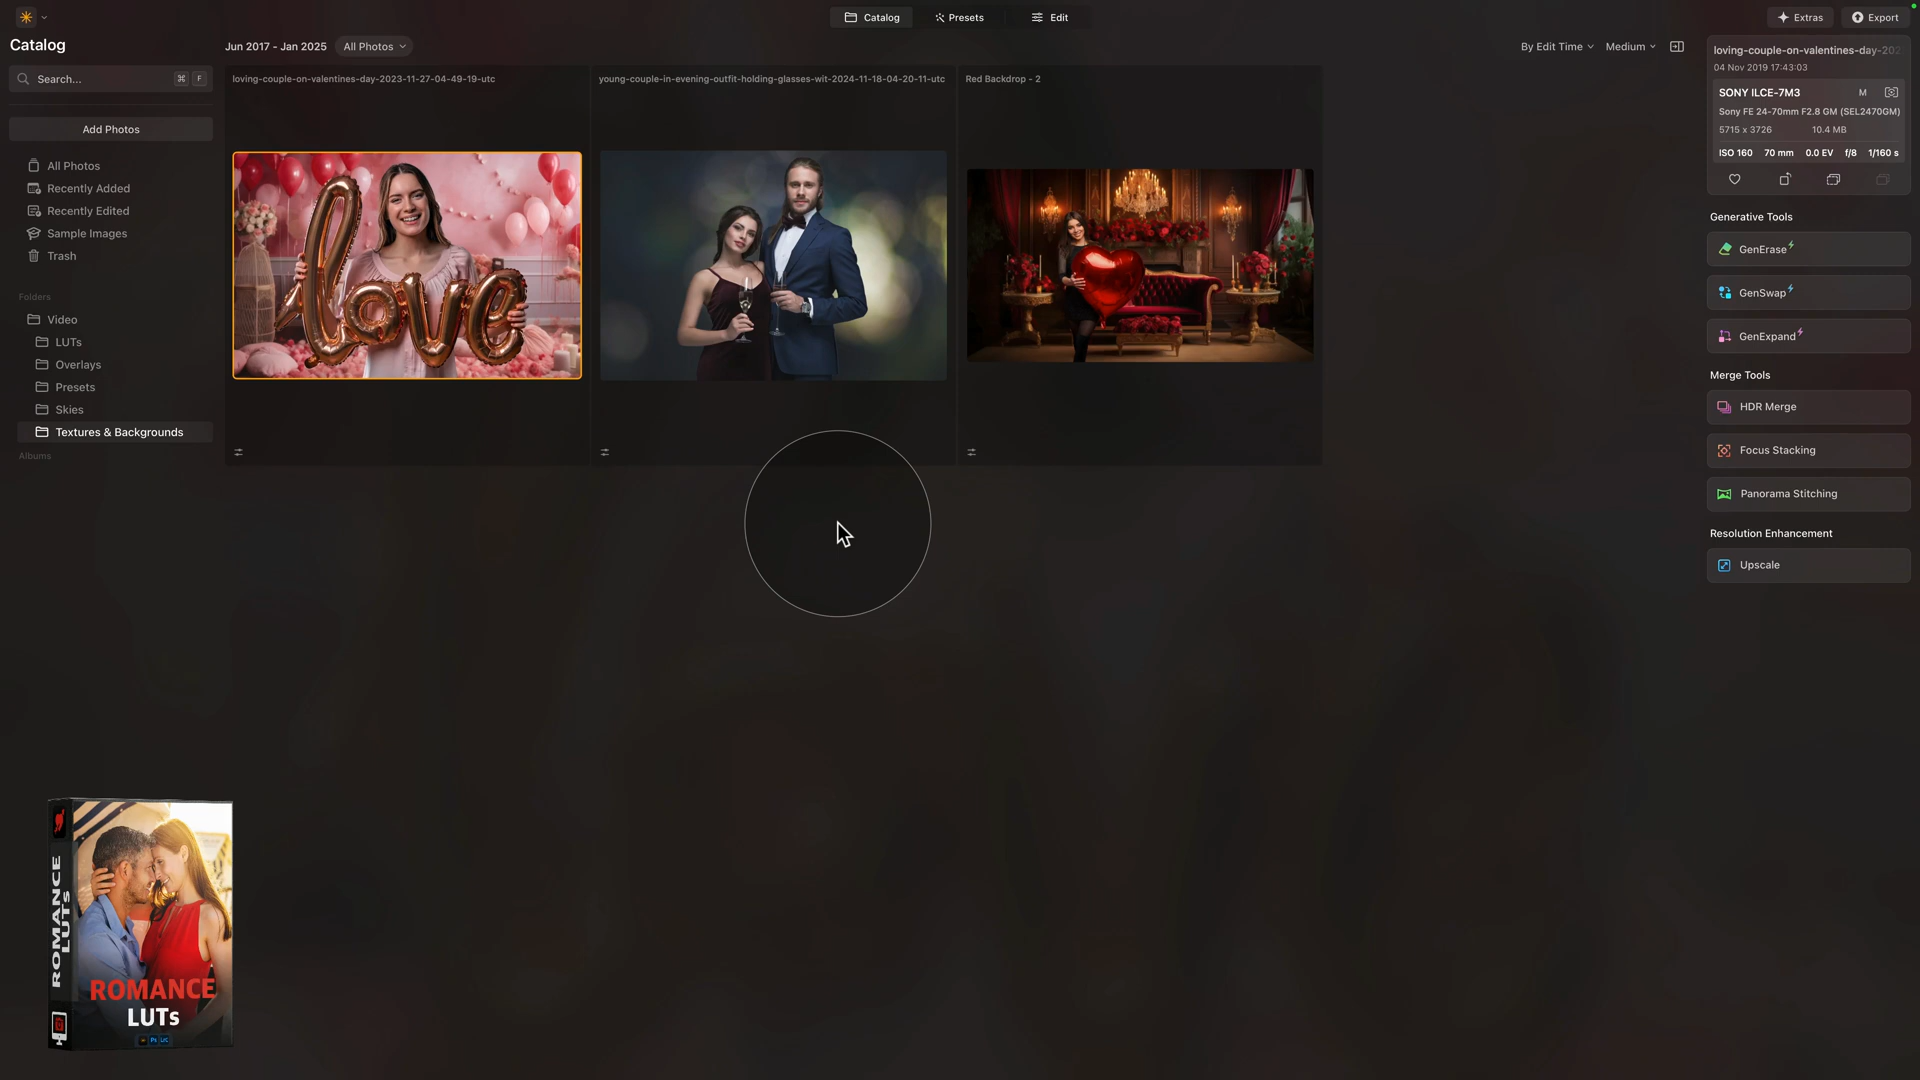 Catalog
Presets
Edit
Extras
Export
Catalog
Jun 2017 - Jan 2025
All Photos
By Edit Time
Medium
Search...
⌘ F
Add Photos
All Photos
Recently Added
Recently Edited
Sample Images
Trash
Folders
Video
LUTs
Overlays
Presets
Skies
Textures & Backgrounds
Albums
loving-couple-on-valentines-day-2023-11-27-04-49-19-utc
young-couple-in-evening-outfit-holding-glasses-wit-2024-11-18-04-20-11-utc
Red Backdrop - 2
love
loving-couple-on-valentines-day-202
04 Nov 2019 17:43:03
SONY ILCE-7M3
M
Sony FE 24-70mm F2.8 GM (SEL2470GM)
5715 x 3726 10.4 MB
ISO 160 70 mm 0.0 EV f/8 1/160 s
Generative Tools
GenErase
GenSwap
GenExpand
Merge Tools
HDR Merge
Focus Stacking
Panorama Stitching
Resolution Enhancement
Upscale
ROMANCE
LUTs
ROMANCE
LUTs
Ps LrC